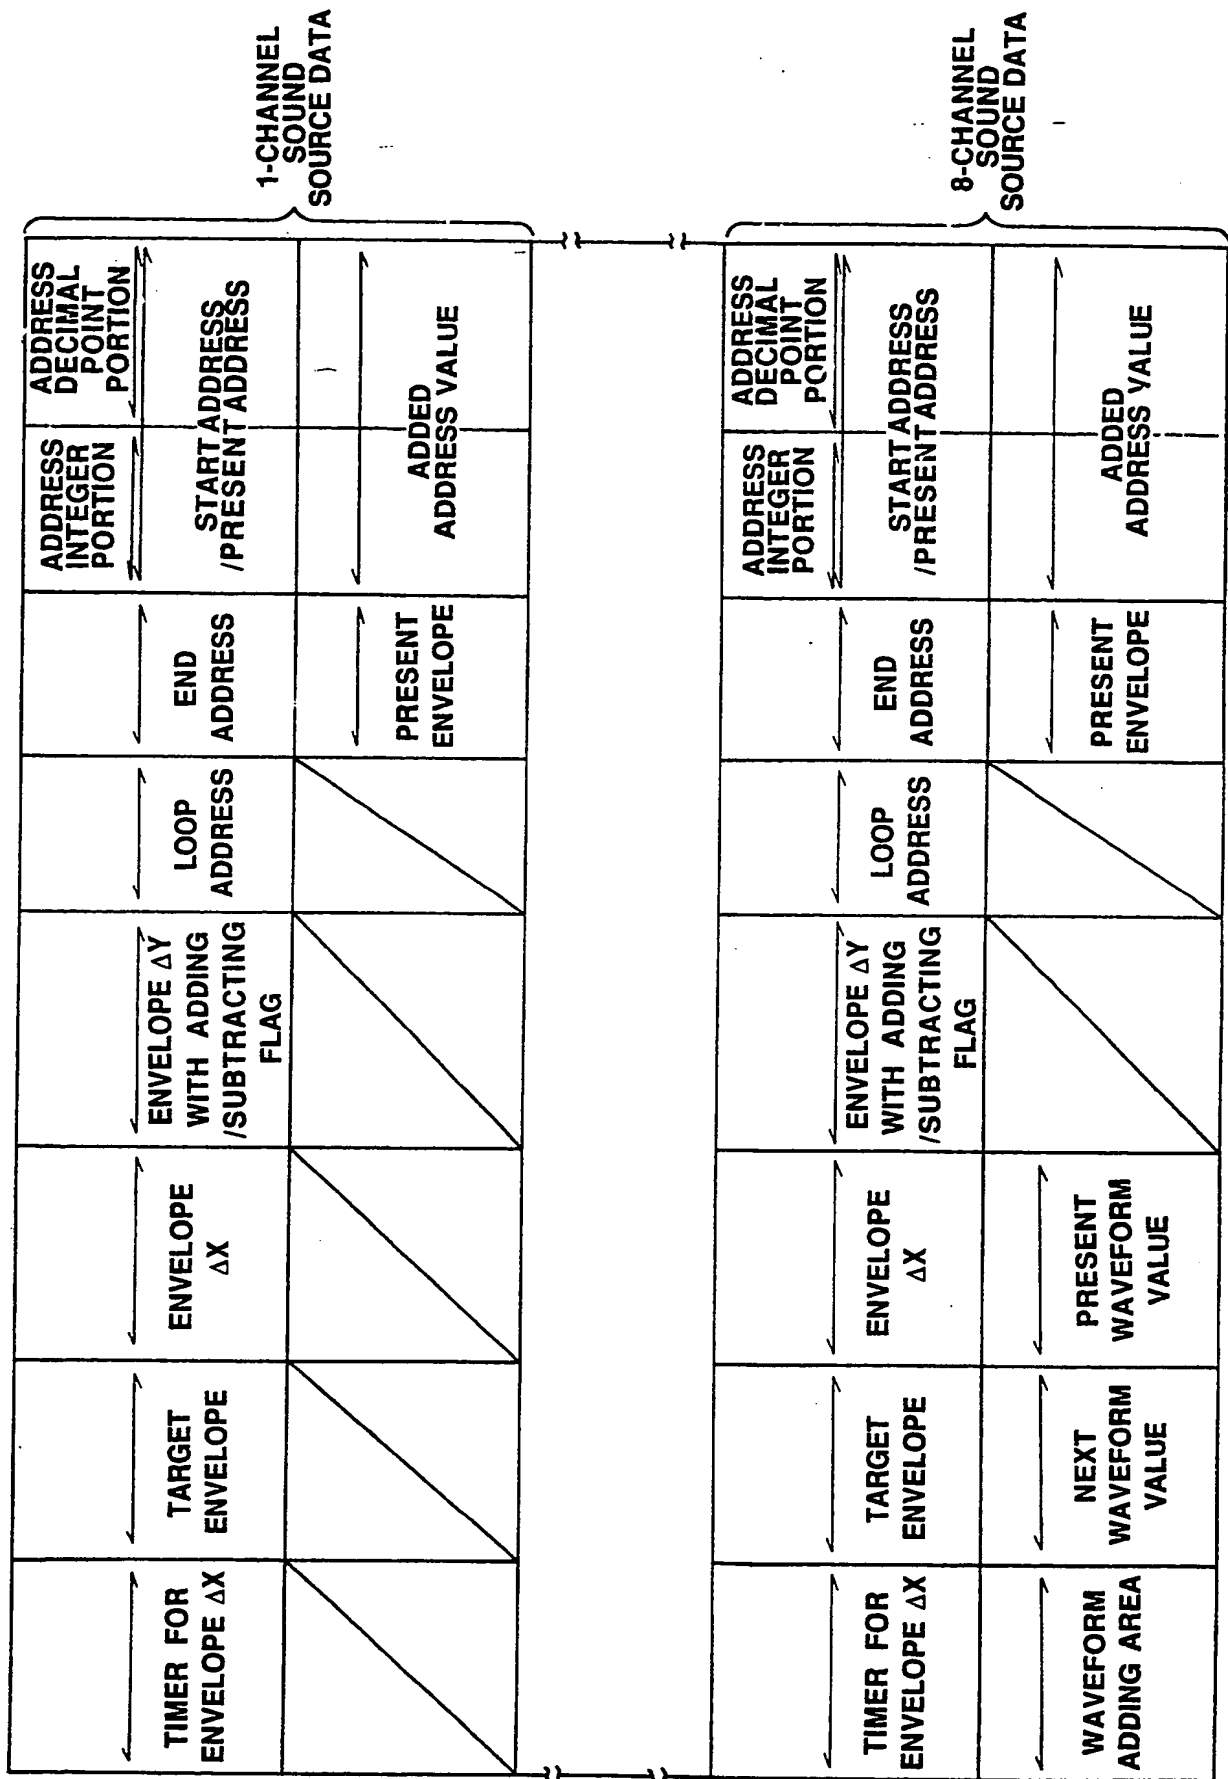 TIMER FOR
ENVELOPE ΔX
TARGET
ENVELOPE
ENVELOPE
ΔX
ENVELOPE ΔY
WITH ADDING
/SUBTRACTING
FLAG
LOOP
ADDRESS
END
ADDRESS
ADDRESS
INTEGER
PORTION
ADDRESS
DECIMAL
POINT
PORTION
START ADDRESS
/PRESENT ADDRESS
PRESENT
ENVELOPE
ADDED
ADDRESS VALUE
1-CHANNEL
SOUND
SOURCE DATA
TIMER FOR
ENVELOPE ΔX
TARGET
ENVELOPE
ENVELOPE
ΔX
ENVELOPE ΔY
WITH ADDING
/SUBTRACTING
FLAG
LOOP
ADDRESS
END
ADDRESS
ADDRESS
INTEGER
PORTION
ADDRESS
DECIMAL
POINT
PORTION
START ADDRESS
/PRESENT ADDRESS
WAVEFORM
ADDING AREA
NEXT
WAVEFORM
VALUE
PRESENT
WAVEFORM
VALUE
PRESENT
ENVELOPE
ADDED
ADDRESS VALUE
8-CHANNEL
SOUND
SOURCE DATA